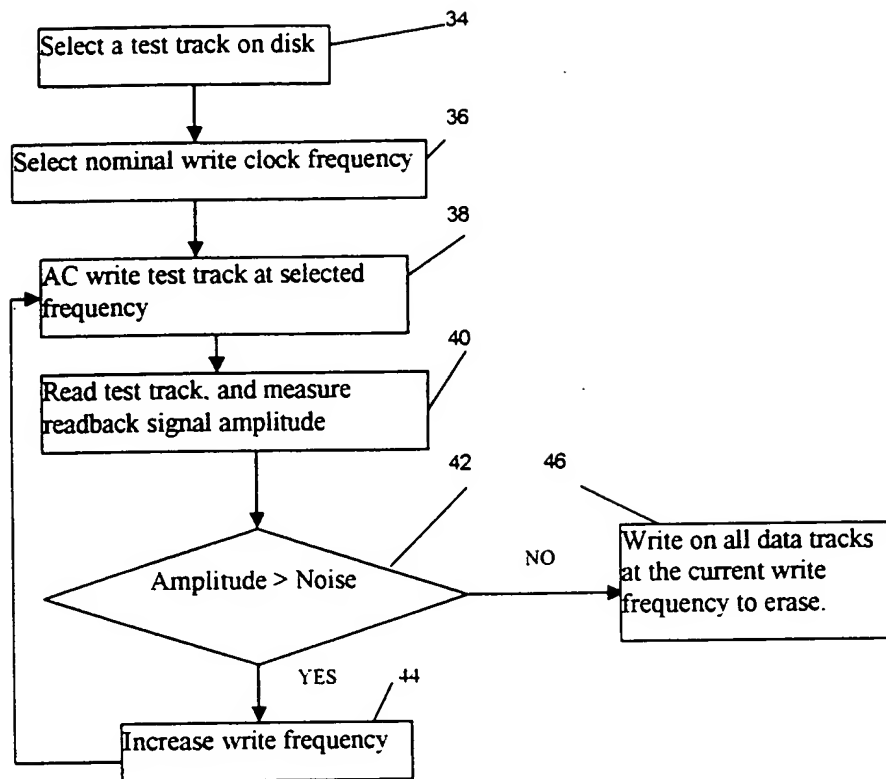 34
Select a test track on disk
36
Select nominal write clock frequency
38
AC write test track at selected
frequency
40
Read test track, and measure
readback signal amplitude
42
46
Amplitude > Noise
NO
Write on all data tracks
at the current write
frequency to erase.
YES
44
Increase write frequency